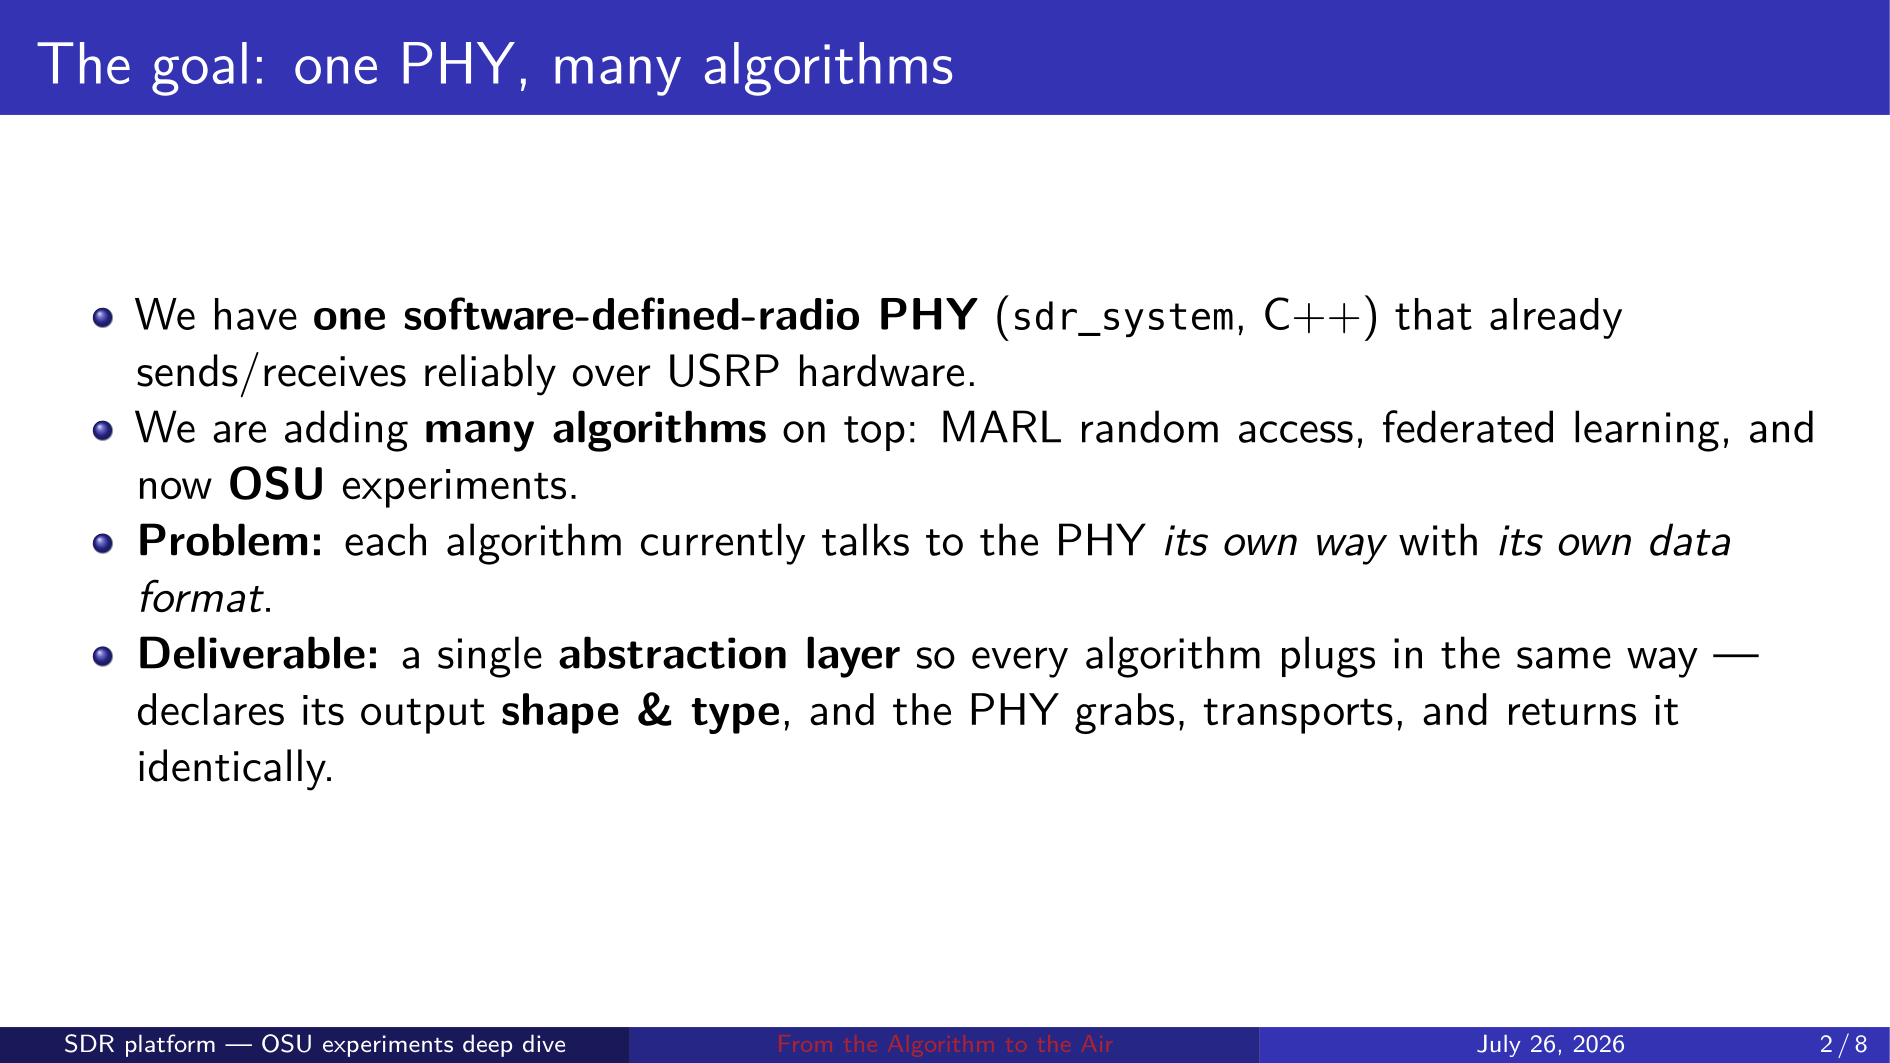 The goal: one PHY, many algorithms
We have one software-defined-radio PHY (sdr_system, C++) that already
sends/receives reliably over USRP hardware.
We are adding many algorithms on top: MARL random access, federated learning, and
now OSU experiments.
Problem: each algorithm currently talks to the PHY its own way with its own data
format.
Deliverable: a single abstraction layer so every algorithm plugs in the same way —
declares its output shape & type, and the PHY grabs, transports, and returns it
identically.
SDR platform — OSU experiments deep dive From the Algorithm to the Air July 26, 2026 2 / 8